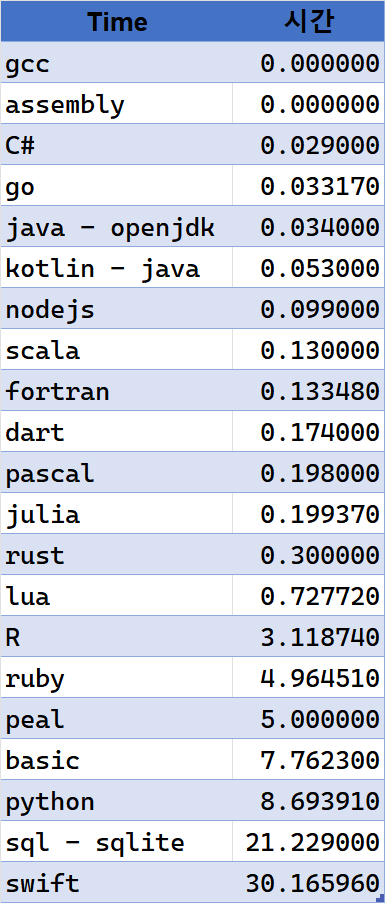 Time 시간
gcc 0.000000
assembly 0.000000
C# 0.029000
go 0.033170
java - openjdk 0.034000
kotlin - java 0.053000
nodejs 0.099000
scala 0.130000
fortran 0.133480
dart 0.174000
pascal 0.198000
julia 0.199370
rust 0.300000
lua 0.727720
R 3.118740
ruby 4.964510
peal 5.000000
basic 7.762300
python 8.693910
sql - sqlite 21.229000
swift 30.165960